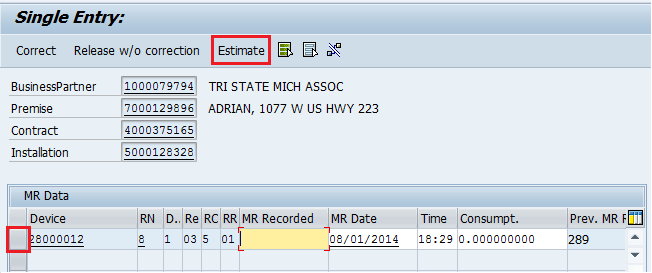 Single Entry:
Correct Release w/o correction Estimate
BusinessPartner 1000079794 TRI STATE MICH ASSOC
Premise 7000129896 ADRIAN, 1077 W US HWY 223
Contract 4000375165
Installation 5000128328
MR Data
Device RN D.. Re RC RR MR Recorded MR Date Time Consumpt. Prev. MR F
28000012 8 1 03 5 01 08/01/2014 18:29 0.000000000 289